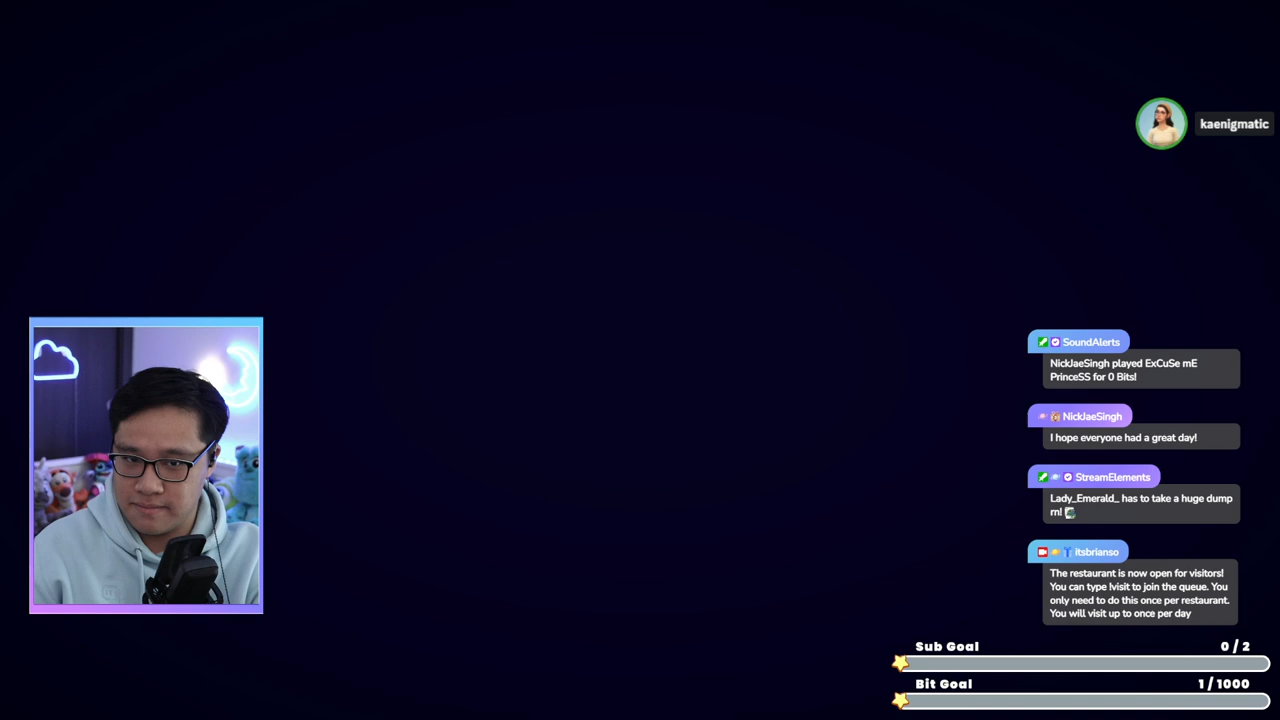 kaenigmatic
SoundAlerts
NickJaeSingh played ExCuSe mE
PrinceSS for 0 Bits!
NickJaeSingh
I hope everyone had a great day!
StreamElements
Lady_Emerald_ has to take a huge dump
rn!
itsbrianso
The restaurant is now open for visitors!
You can type !visit to join the queue. You
only need to do this once per restaurant.
You will visit up to once per day
Sub Goal 0 / 2
Bit Goal 1 / 1000